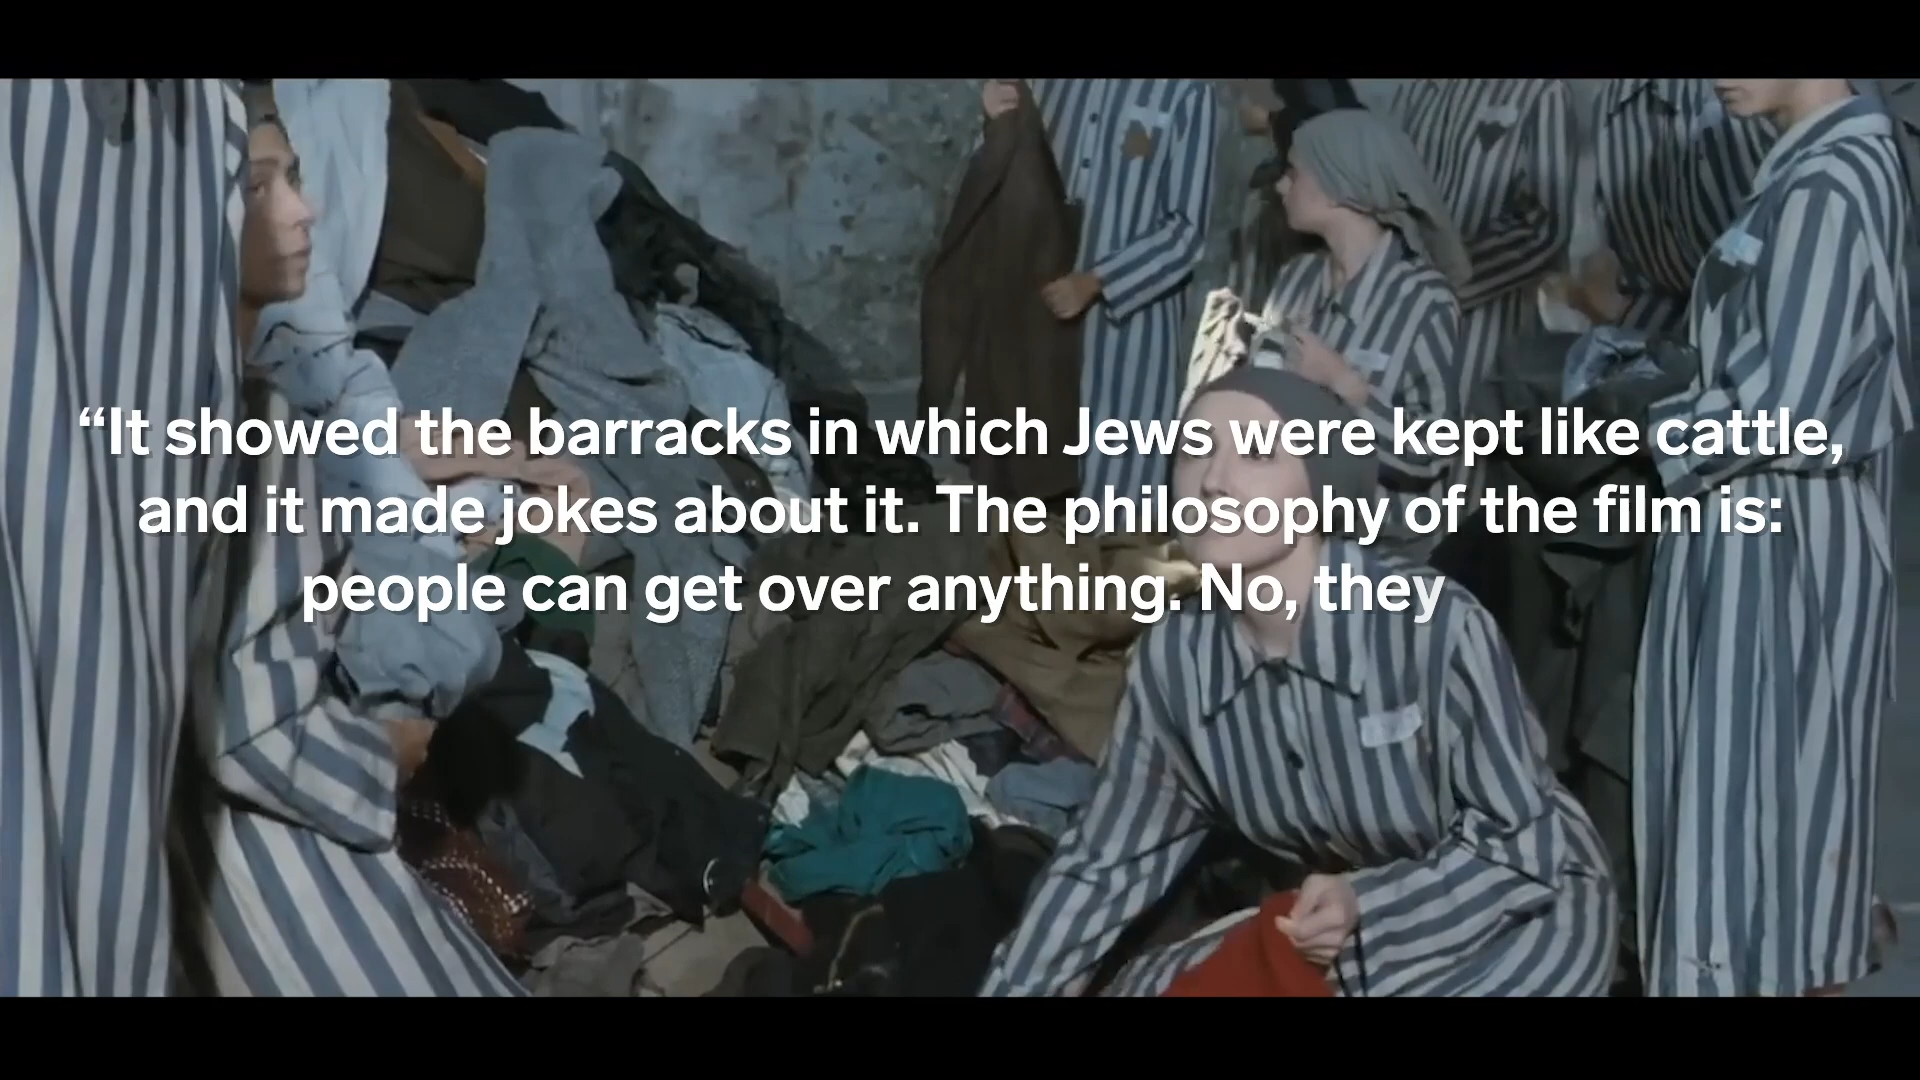 “It showed the barracks in which Jews were kept like cattle,
and it made jokes about it. The philosophy of the film is:
people can get over anything. No, they